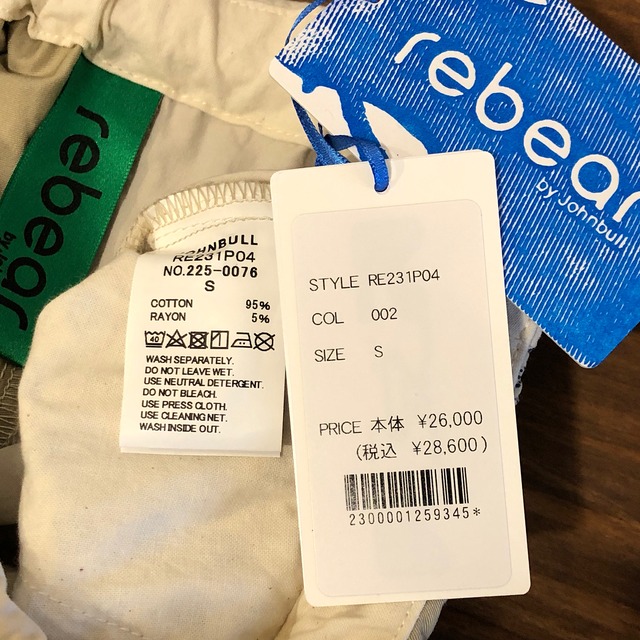 rebear
by Johnbull
rebear
by
JOHNBULL
RE231P04
NO.225-0076
S
COTTON 95%
RAYON 5%
40
WASH SEPARATELY.
DO NOT LEAVE WET.
USE NEUTRAL DETERGENT.
DO NOT BLEACH.
USE PRESS CLOTH.
USE CLEANING NET.
WASH INSIDE OUT.
STYLE RE231P04
COL 002
SIZE S
PRICE 本体 ¥26,000
(税込 ¥28,600)
2300001259345*